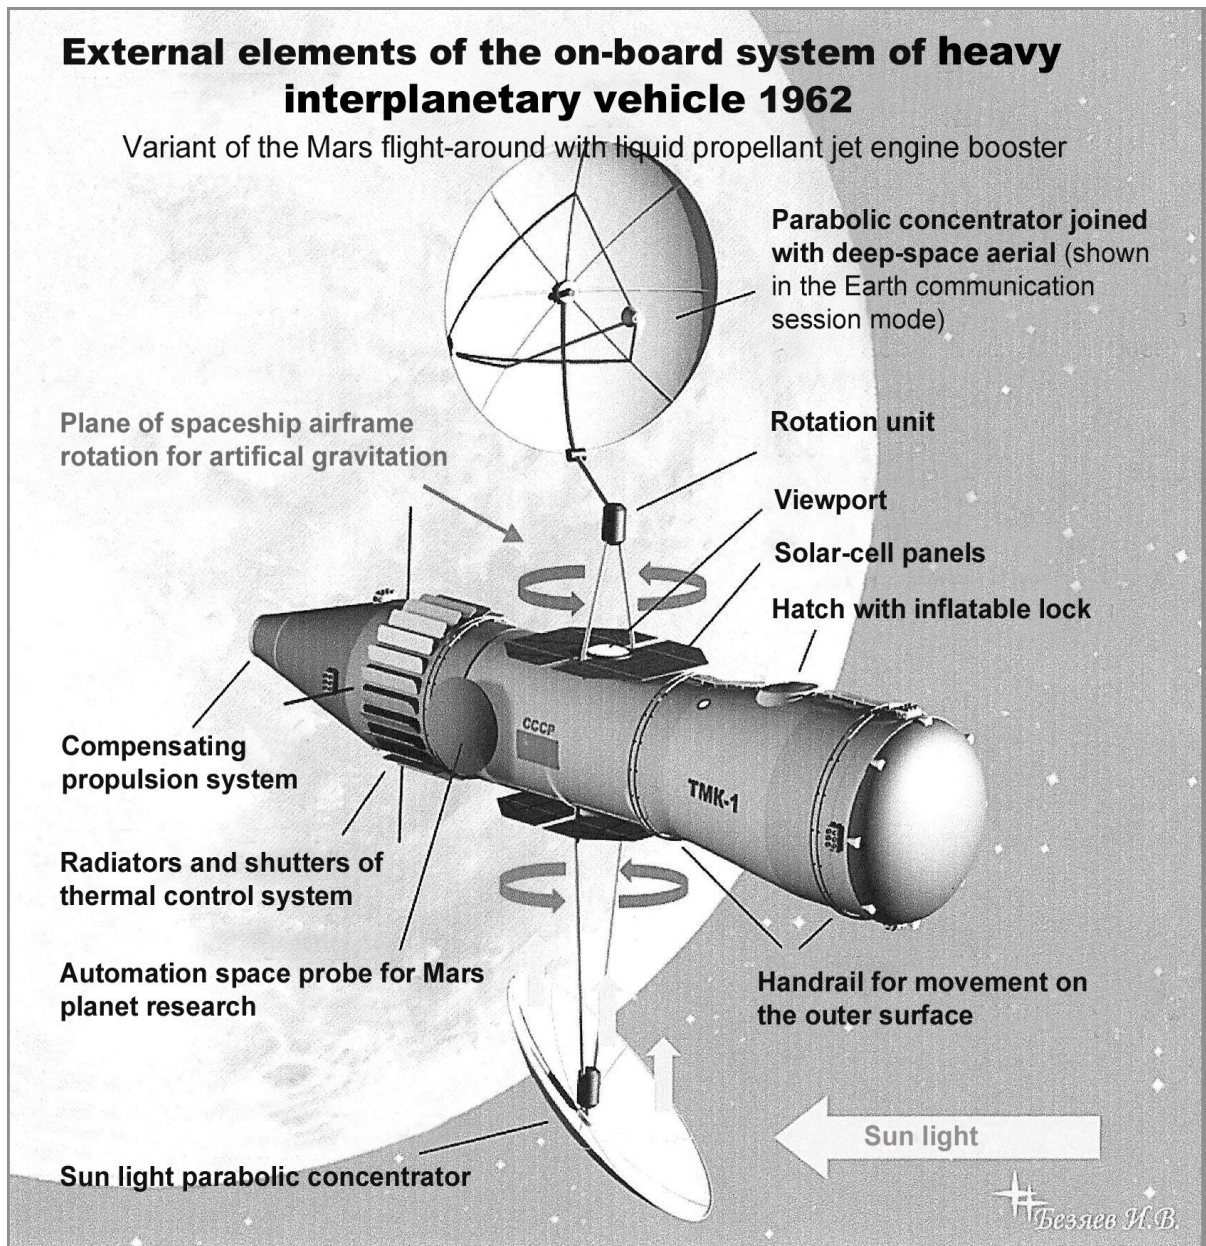 External elements of the on-board system of heavy
interplanetary vehicle 1962
Variant of the Mars flight-around with liquid propellant jet engine booster
Parabolic concentrator joined
with deep-space aerial (shown
in the Earth communication
session mode)
Plane of spaceship airframe
rotation for artifical gravitation
Rotation unit
Viewport
Solar-cell panels
Hatch with inflatable lock
Compensating
propulsion system
СССР
ТМК-1
Radiators and shutters of
thermal control system
Automation space probe for Mars
planet research
Handrail for movement on
the outer surface
Sun light
Sun light parabolic concentrator
Безяев И.В.